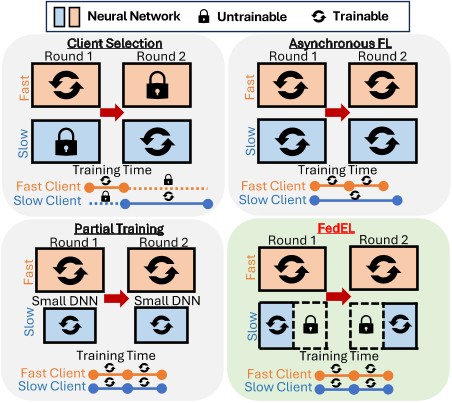 Neural Network Untrainable Trainable
Client Selection
Round 1 Round 2
Fast
Slow
Training Time
Fast Client
Slow Client
Asynchronous FL
Round 1 Round 2
Fast
Slow
Training Time
Fast Client
Slow Client
Partial Training
Round 1 Round 2
Fast
Small DNN Small DNN
Slow
Training Time
Fast Client
Slow Client
FedEL
Round 1 Round 2
Fast
Slow
Training Time
Fast Client
Slow Client